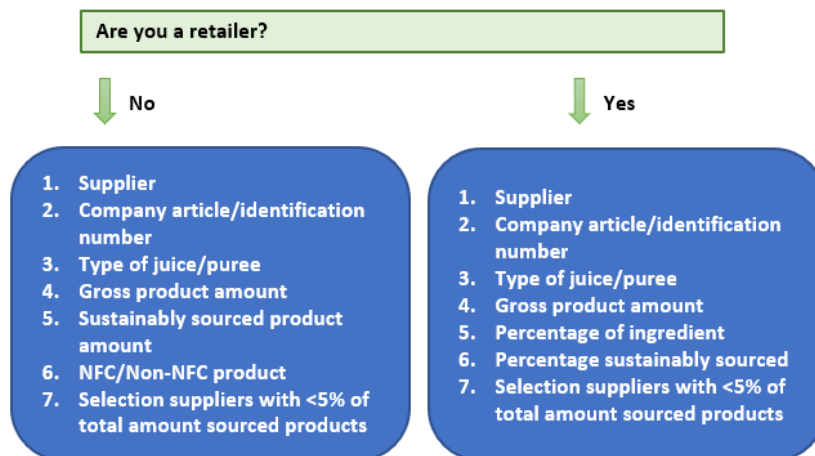 Are you a retailer?
No
Yes
1. Supplier
2. Company article/identification
number
3. Type of juice/puree
4. Gross product amount
5. Sustainably sourced product
amount
6. NFC/Non-NFC product
7. Selection suppliers with <5% of
total amount sourced products
1. Supplier
2. Company article/identification
number
3. Type of juice/puree
4. Gross product amount
5. Percentage of ingredient
6. Percentage sustainably sourced
7. Selection suppliers with <5% of
total amount sourced products